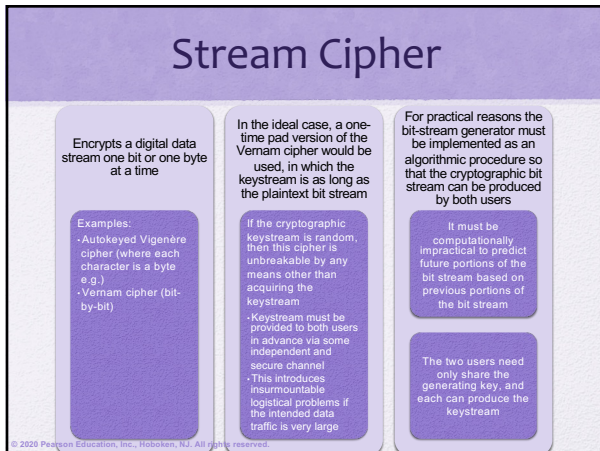 Stream Cipher
Encrypts a digital data
stream one bit or one byte
at a time
Examples:
•Autokeyed Vigenère
cipher (where each
character is a byte
e.g.)
•Vernam cipher (bit-
by-bit)
In the ideal case, a one-
time pad version of the
Vernam cipher would be
used, in which the
keystream is as long as
the plaintext bit stream
If the cryptographic
keystream is random,
then this cipher is
unbreakable by any
means other than
acquiring the
keystream
•Keystream must be
provided to both users
in advance via some
independent and
secure channel
•This introduces
insurmountable
logistical problems if
the intended data
traffic is very large
For practical reasons the
bit-stream generator must
be implemented as an
algorithmic procedure so
that the cryptographic bit
stream can be produced
by both users
It must be
computationally
impractical to predict
future portions of the
bit stream based on
previous portions of
the bit stream
The two users need
only share the
generating key, and
each can produce the
keystream
© 2020 Pearson Education, Inc., Hoboken, NJ. All rights reserved.